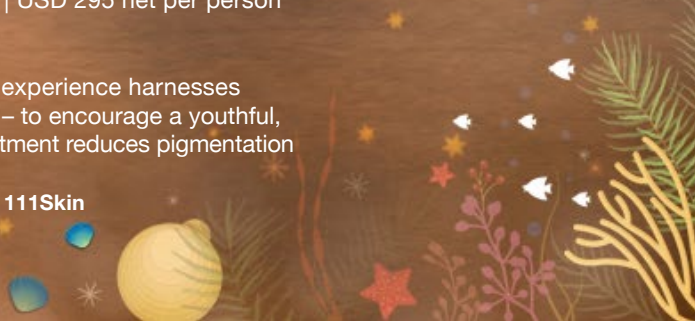 | USD 295 net per person
experience harnesses
– to encourage a youthful,
tment reduces pigmentation
111Skin